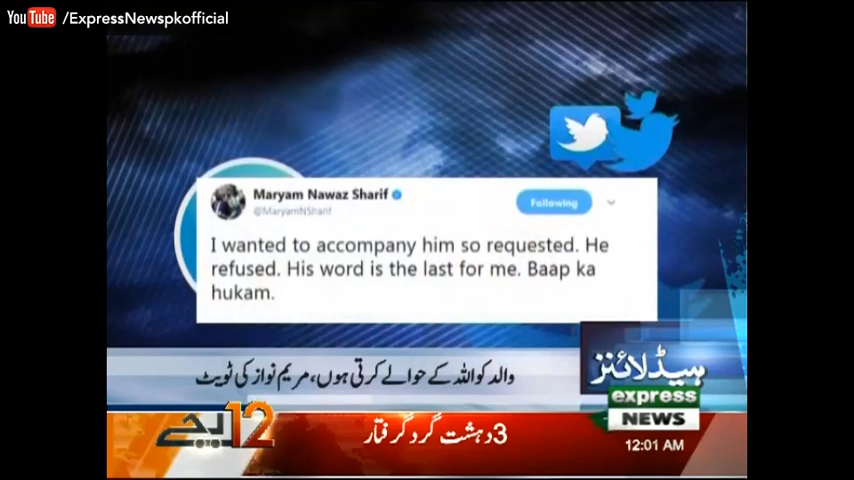 YouTube /ExpressNewspkofficial
Maryam Nawaz Sharif
@MaryamNSharif
Following
I wanted to accompany him so requested. He
refused. His word is the last for me. Baap ka
hukam.
ہیڈلائنز
والد کو اللہ کے حوالے کرتی ہوں، مریم نواز کی ٹویٹ
express
NEWS
12 بجے
3 دہشت گرد گرفتار
12:01 AM